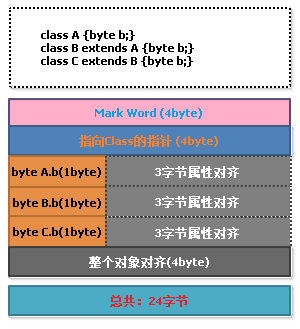 class A {byte b;}
class B extends A {byte b;}
class C extends B {byte b;}
Mark Word (4byte)
指向Class的指针 (4byte)
byte A.b(1byte) 3字节属性对齐
byte B.b(1byte) 3字节属性对齐
byte C.b(1byte) 3字节属性对齐
整个对象对齐(4byte)
总共：24字节